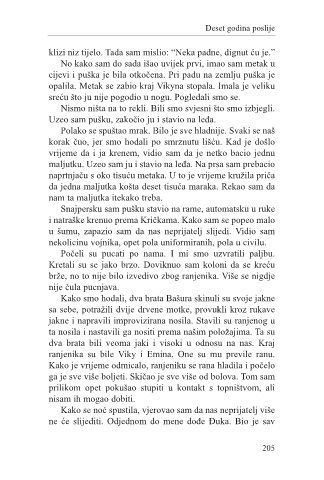 Deset godina poslije
klizi niz tijelo. Tada sam mislio: “Neka padne, dignut ću je.”
No kako sam do sada išao uvijek prvi, imao sam metak u
cijevi i puška je bila otkočena. Pri padu na zemlju puška je
opalila. Metak se zabio kraj Vikyna stopala. Imala je veliku
sreću što ju nije pogodio u nogu. Pogledali smo se.
Nismo ništa na to rekli. Bili smo svjesni što smo izbjegli.
Uzeo sam pušku, zakočio ju i stavio na leđa.
Polako se spuštao mrak. Bilo je sve hladnije. Svaki se naš
korak čuo, jer smo hodali po smrznutu lišću. Kad je došlo
vrijeme da i ja krenem, vidio sam da je netko bacio jednu
maljutku. Uzeo sam ju i stavio na leđa. Na prsa sam prebacio
naprtnjaču s oko tisuću metaka. U to je vrijeme kružila priča
da jedna maljutka košta deset tisuća maraka. Rekao sam da
nam ta maljutka itekako treba.
Snajpersku sam pušku stavio na rame, automatsku u ruke
i natraške krenuo prema Kričkama. Kako sam se popeo malo
u šumu, zapazio sam da nas neprijatelj slijedi. Vidio sam
nekolicinu vojnika, opet pola uniformiranih, pola u civilu.
Počeli su pucati po nama. I mi smo uzvratili paljbu.
Kretali su se jako brzo. Doviknuo sam koloni da se kreću
brže, no to nije bilo izvedivo zbog ranjenika. Više se nigdje
nije čula pucnjava.
Kako smo hodali, dva brata Bašura skinuli su svoje jakne
sa sebe, potražili dvije drvene motke, provukli kroz rukave
jakne i napravili improvizirana nosila. Stavili su ranjenog u
ta nosila i nastavili ga nositi prema našim položajima. Ta su
dva brata bili veoma jaki i visoki u odnosu na nas. Kraj
ranjenika su bile Viky i Emina. One su mu previle ranu.
Kako je vrijeme odmicalo, ranjeniku se rana hladila i počelo
ga je sve više boljeti. Skičao je sve više od bolova. Tom sam
prilikom opet pokušao stupiti u kontakt s topništvom, ali
nisam ih mogao dobiti.
Kako se noć spustila, vjerovao sam da nas neprijatelj više
ne će slijediti. Odjednom do mene dođe Đuka. Bio je sav
205